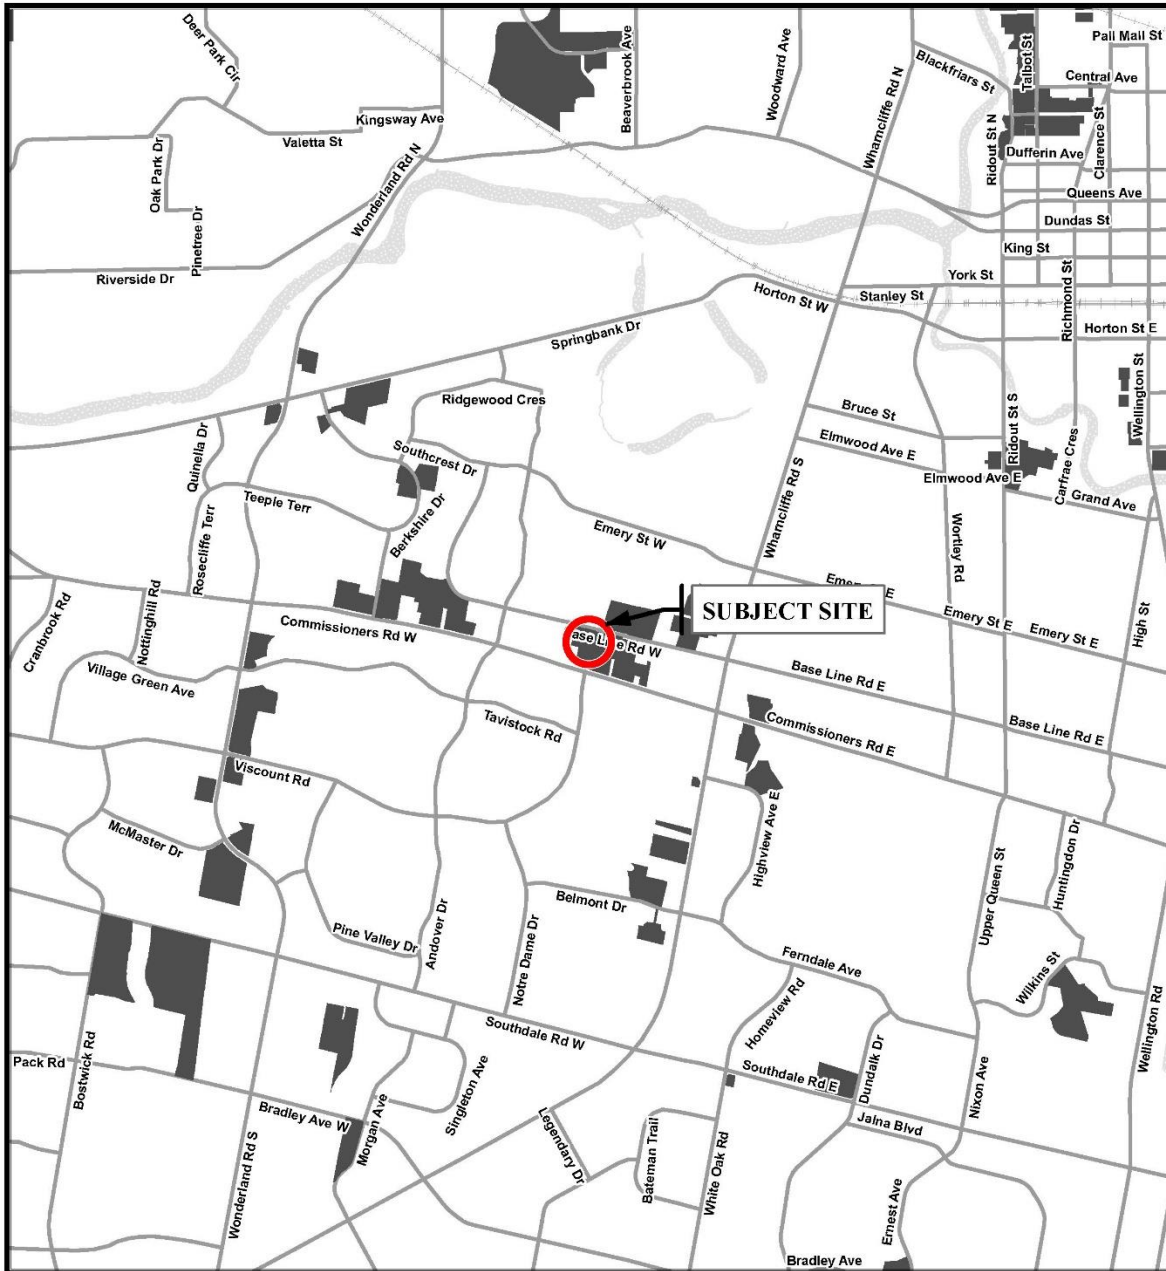 Deer Park Cir
Beaverbrook Ave
Woodward Ave
Talbot St
Pall Mall St
Blackfriars St
Central Ave
Kingsway Ave
Valetta St
Oak Park Dr
Wonderland Rd N
Wharncliffe Rd N
Ridout St N
Clarence St
Dufferin Ave
Queens Ave
Pinetree Dr
Dundas St
King St
Riverside Dr
York St
Horton St W
Stanley St
Richmond St
Horton St E
Springbank Dr
Wellington St
Ridgewood Cres
Bruce St
Quinella Dr
Southcrest Dr
Elmwood Ave E
Ridout St S
Carfrae Cres
Elmwood Ave E
Grand Ave
Teeple Terr
Berkshire Dr
Wharncliffe Rd S
Wortley Rd
Emery St W
Rosecliffe Terr
Nottinghill Rd
Cranbrook Rd
SUBJECT SITE
Emery St E
Emery St E
High St
Commissioners Rd W
ase Line Rd W
Base Line Rd E
Village Green Ave
Tavistock Rd
Commissioners Rd E
Base Line Rd E
Viscount Rd
McMaster Dr
Highview Ave E
Huntingdon Dr
Upper Queen St
Belmont Dr
Pine Valley Dr
Andover Dr
Notre Dame Dr
Ferndale Ave
Wilkins St
Homeview Rd
Wellington Rd
Southdale Rd W
Pack Rd
Bostwick Rd
Southdale Rd E
Dundalk Dr
Nixon Ave
Singleton Ave
Bradley Ave W
Morgan Ave
Jalna Blvd
Legendary Dr
Wonderland Rd S
Bateman Trail
White Oak Rd
Ernest Ave
Bradley Ave